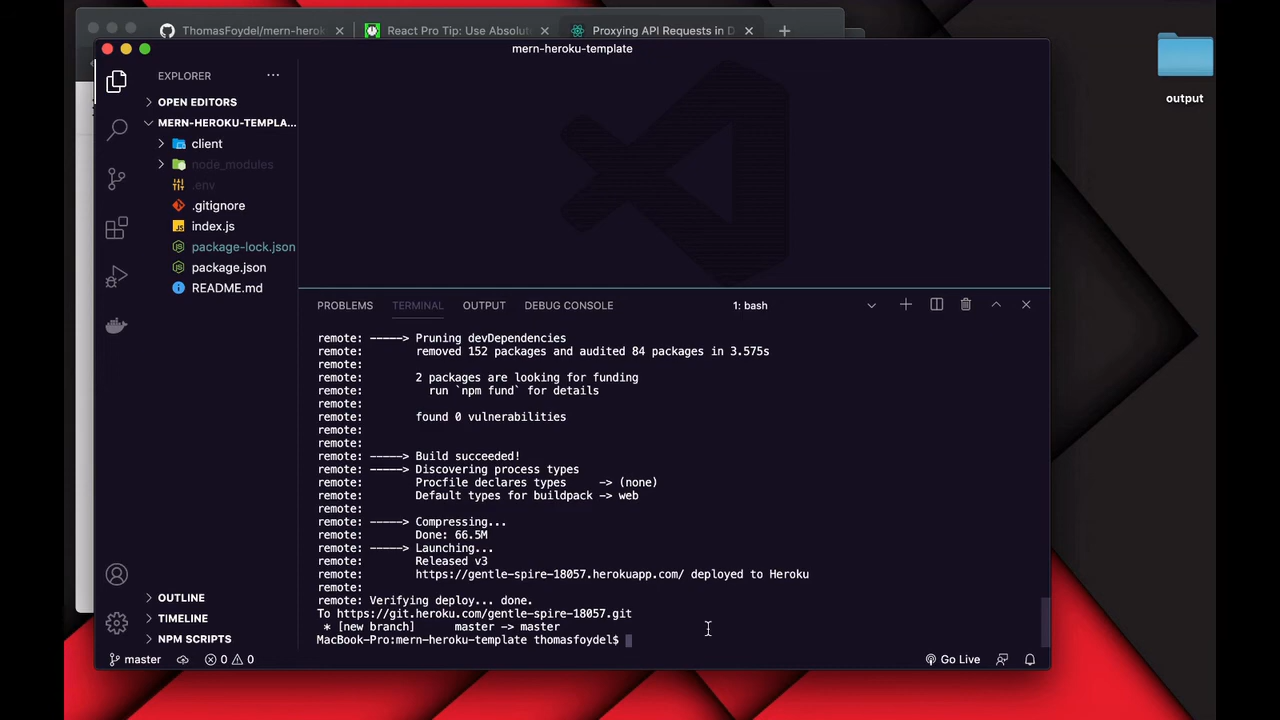 ThomasFoydel/mern-herok
React Pro Tip: Use Absolut
Proxying API Requests in D
mern-heroku-template
output
EXPLORER
OPEN EDITORS
MERN-HEROKU-TEMPLA...
client
node_modules
.env
.gitignore
index.js
package-lock.json
package.json
README.md
OUTLINE
TIMELINE
NPM SCRIPTS
PROBLEMS TERMINAL OUTPUT DEBUG CONSOLE 1: bash
remote: -----> Pruning devDependencies
remote: removed 152 packages and audited 84 packages in 3.575s
remote:
remote: 2 packages are looking for funding
remote: run `npm fund` for details
remote:
remote: found 0 vulnerabilities
remote:
remote:
remote: -----> Build succeeded!
remote: -----> Discovering process types
remote: Procfile declares types -> (none)
remote: Default types for buildpack -> web
remote:
remote: -----> Compressing...
remote: Done: 66.5M
remote: -----> Launching...
remote: Released v3
remote: https://gentle-spire-18057.herokuapp.com/ deployed to Heroku
remote:
remote: Verifying deploy... done.
To https://git.heroku.com/gentle-spire-18057.git
* [new branch] master -> master
MacBook-Pro:mern-heroku-template thomasfoydel$
master 0 0 Go Live